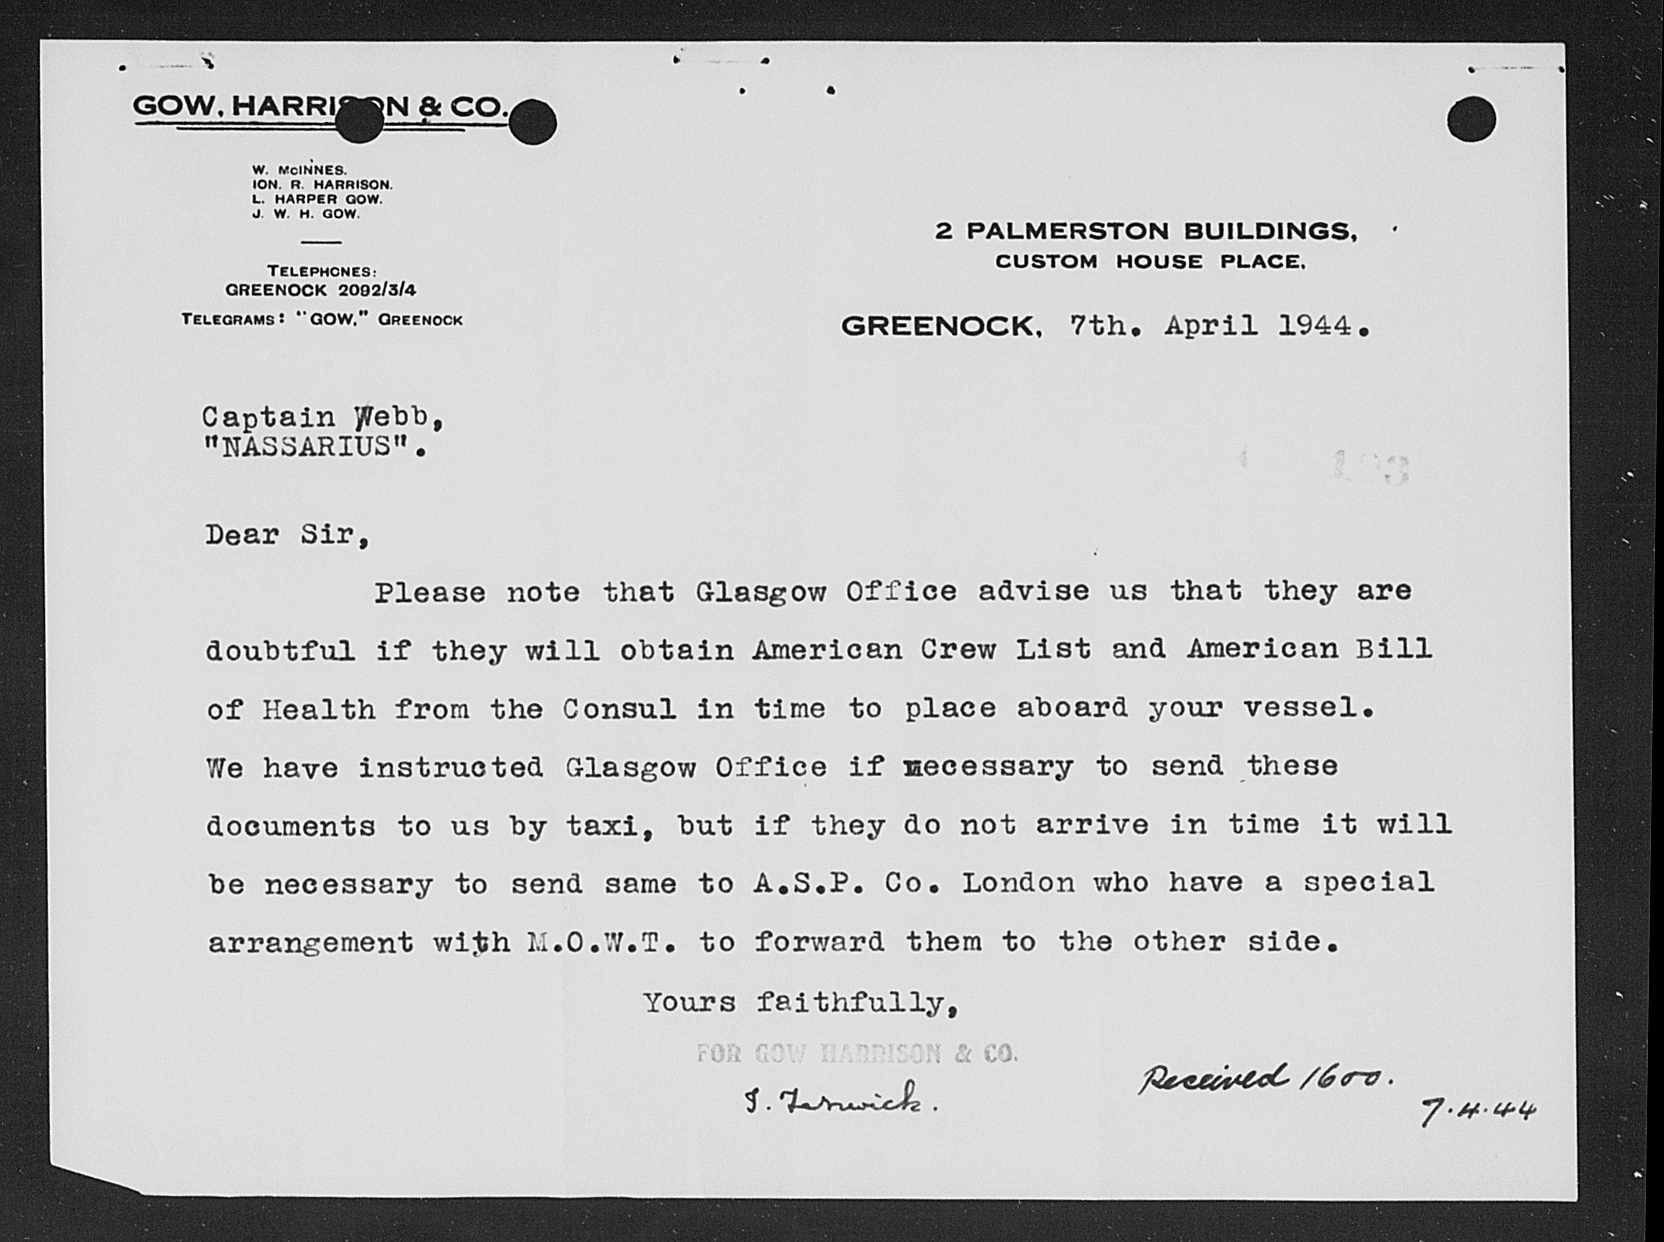 GOW, HARRISON & CO.
W. McINNES.
ION. R. HARRISON.
L. HARPER GOW.
J. W. H. GOW.
TELEPHONES:
GREENOCK 2092/3/4
TELEGRAMS: "GOW," GREENOCK
2 PALMERSTON BUILDINGS,
CUSTOM HOUSE PLACE,
GREENOCK, 7th. April 1944.
Captain Webb,
"NASSARIUS".
Dear Sir,
Please note that Glasgow Office advise us that they are
doubtful if they will obtain American Crew List and American Bill
of Health from the Consul in time to place aboard your vessel.
We have instructed Glasgow Office if necessary to send these
documents to us by taxi, but if they do not arrive in time it will
be necessary to send same to A.S.P. Co. London who have a special
arrangement with M.O.W.T. to forward them to the other side.
Yours faithfully,
FOR GOW HARRISON & CO.
Fenwick.
Received 1600.
7.4.44